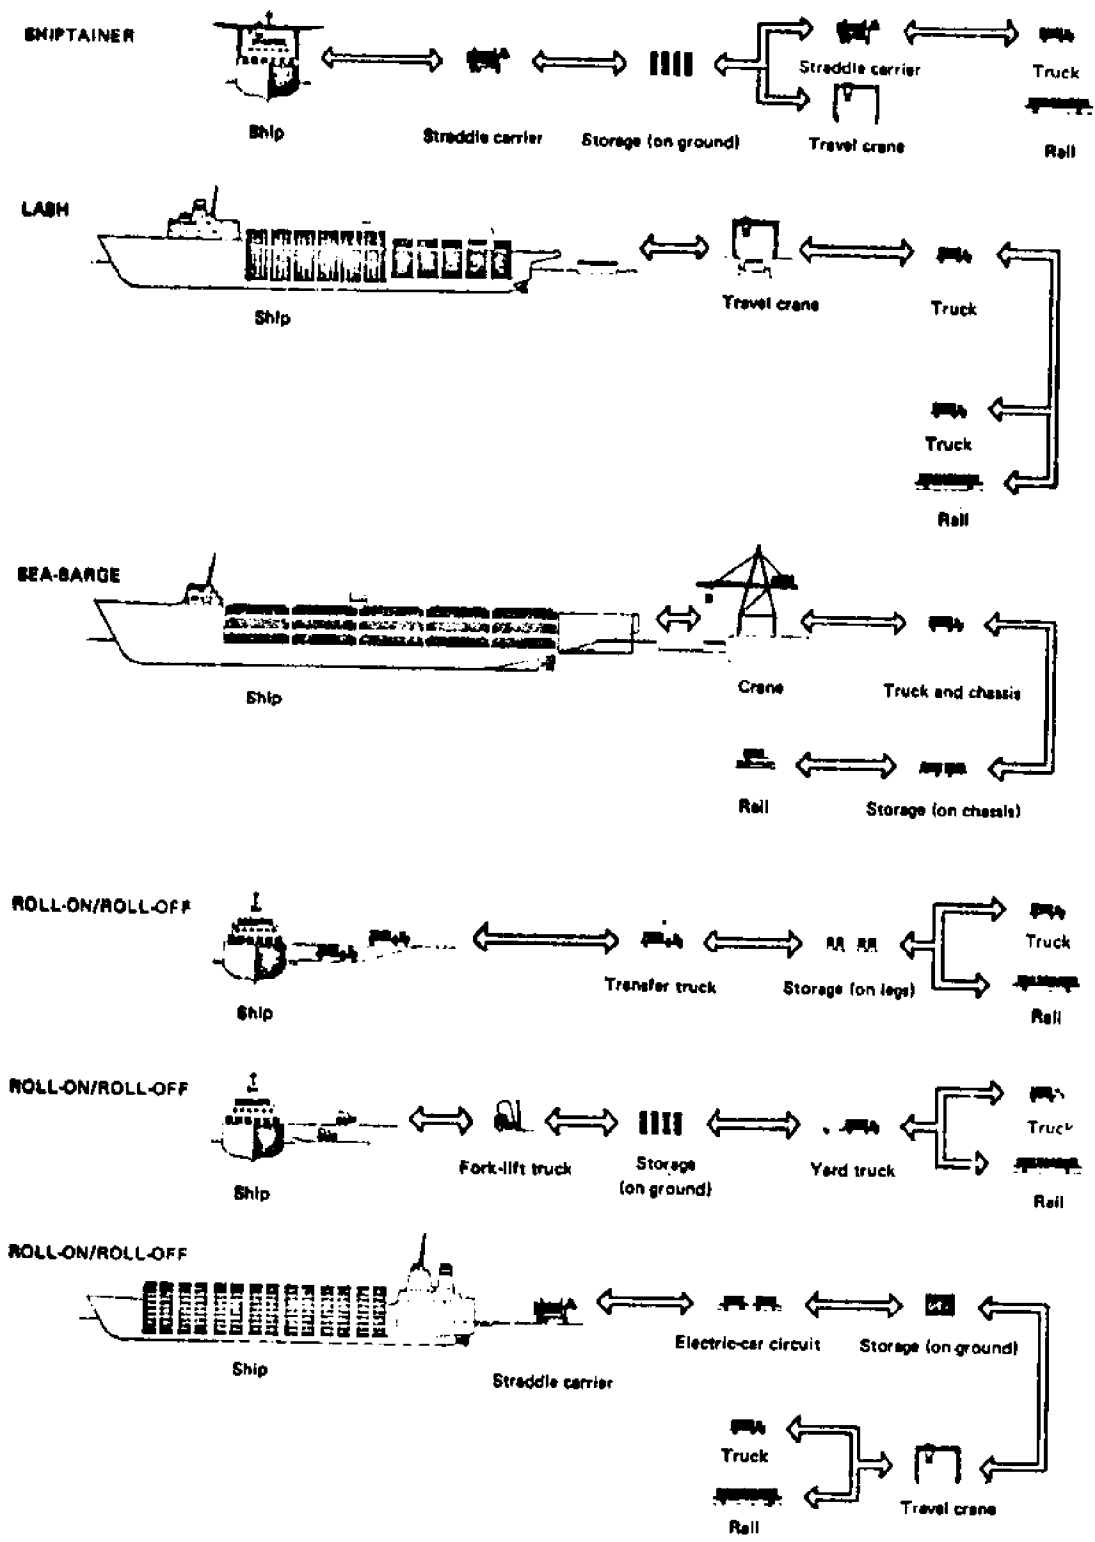 SHIPTAINER
Straddle carrier
Truck
Ship
Straddle carrier
Storage (on ground)
Travel crane
Rail
LASH
Ship
Travel crane
Truck
Truck
Rail
SEA-BARGE
Ship
Crane
Truck and chassis
Rail
Storage (on chassis)
ROLL-ON/ROLL-OFF
Truck
Transfer truck
Storage (on legs)
Ship
Rail
ROLL-ON/ROLL-OFF
Truck
Fork-lift truck
Storage
(on ground)
Yard truck
Ship
Rail
ROLL-ON/ROLL-OFF
Electric-car circuit
Storage (on ground)
Ship
Straddle carrier
Truck
Travel crane
Rail